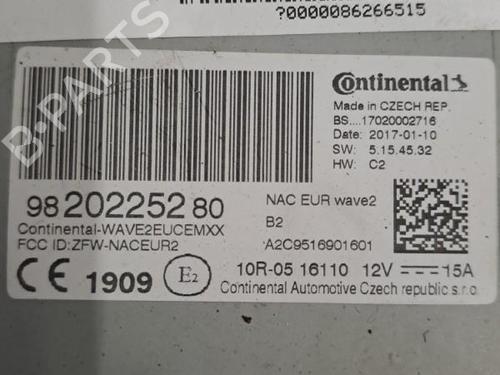 ?0000086266515
Continental
Made in CZECH REP.
BS....17020002716
Date: 2017-01-10
SW: 5.15.45.32
HW: C2
98 202252 80
Continental-WAVE2EUCEMXX
FCC ID:ZFW-NACEUR2
NAC EUR wave2
B2
A2C9516901601
CE 1909 E2
10R-05 16110 12V 15A
Continental Automotive Czech republic s.r.o.
B-PARTS